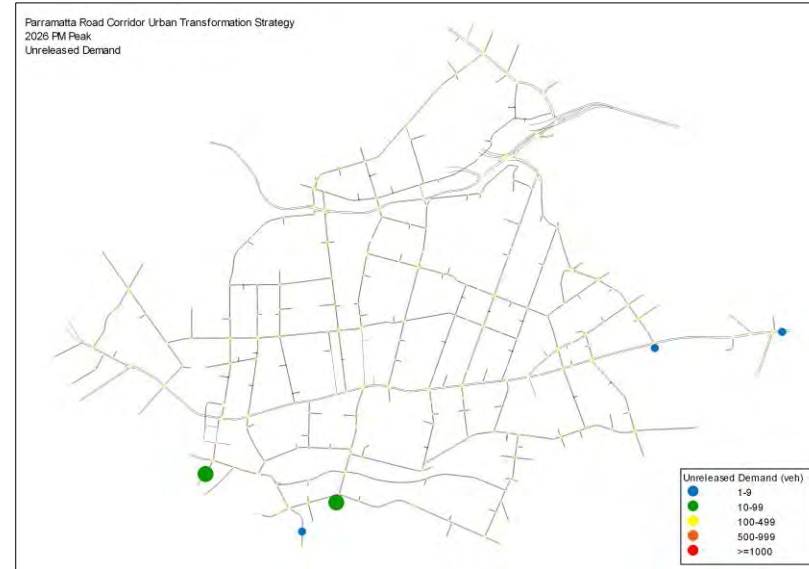 Parramatta Road Corridor Urban Transformation Strategy
2026 PM Peak
Unreleased Demand
Unreleased Demand (veh)
1-9
10-99
100-499
500-999
>=1000